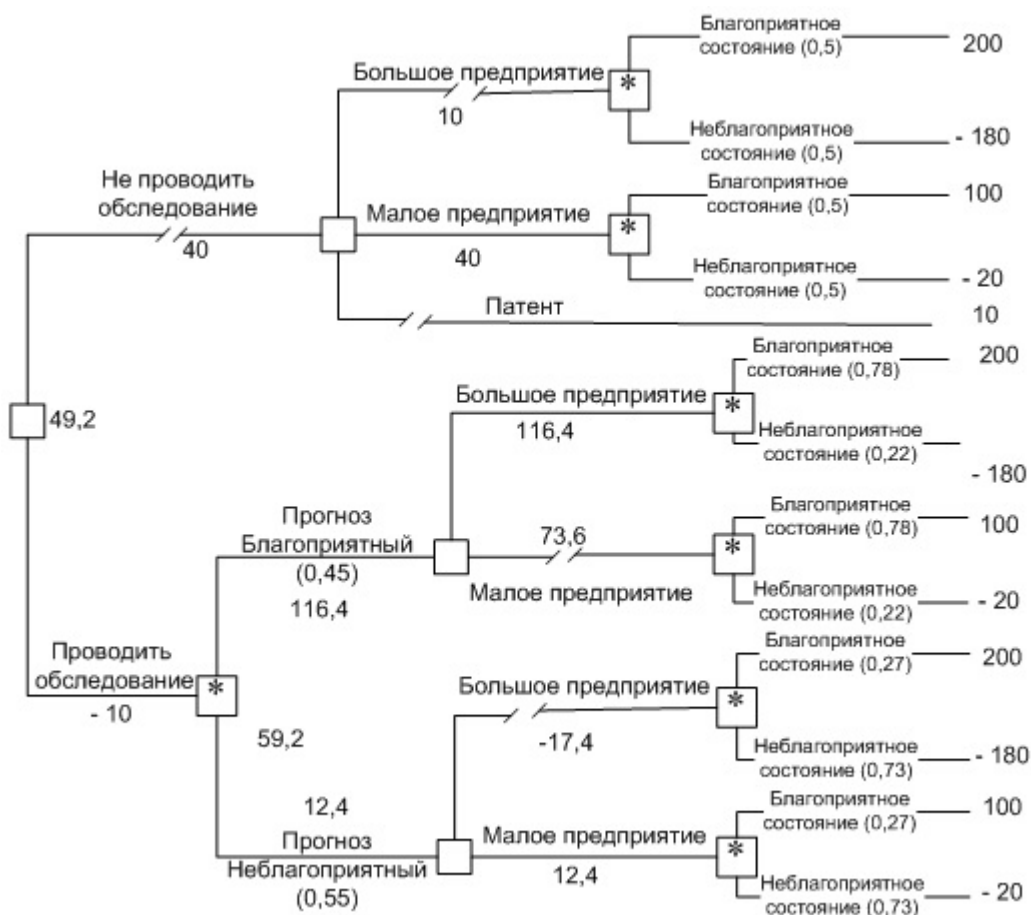 Благоприятное
состояние (0,5)
200
Большое предприятие
*
10
Неблагоприятное
состояние (0,5)
- 180
Не проводить
обследование
40
Благоприятное
состояние (0,5)
100
Малое предприятие
*
40
Неблагоприятное
состояние (0,5)
- 20
Патент
10
49,2
Благоприятное
состояние (0,78)
200
Большое предприятие
*
116,4
Неблагоприятное
состояние (0,22)
- 180
Прогноз
Благоприятный
(0,45)
116,4
Благоприятное
состояние (0,78)
100
73,6
*
Малое предприятие
Неблагоприятное
состояние (0,22)
- 20
Проводить
обследование
- 10
*
59,2
Благоприятное
состояние (0,27)
200
Большое предприятие
*
-17,4
Неблагоприятное
состояние (0,73)
- 180
12,4
Прогноз
Неблагоприятный
(0,55)
Благоприятное
состояние (0,27)
100
Малое предприятие
*
12,4
Неблагоприятное
состояние (0,73)
- 20